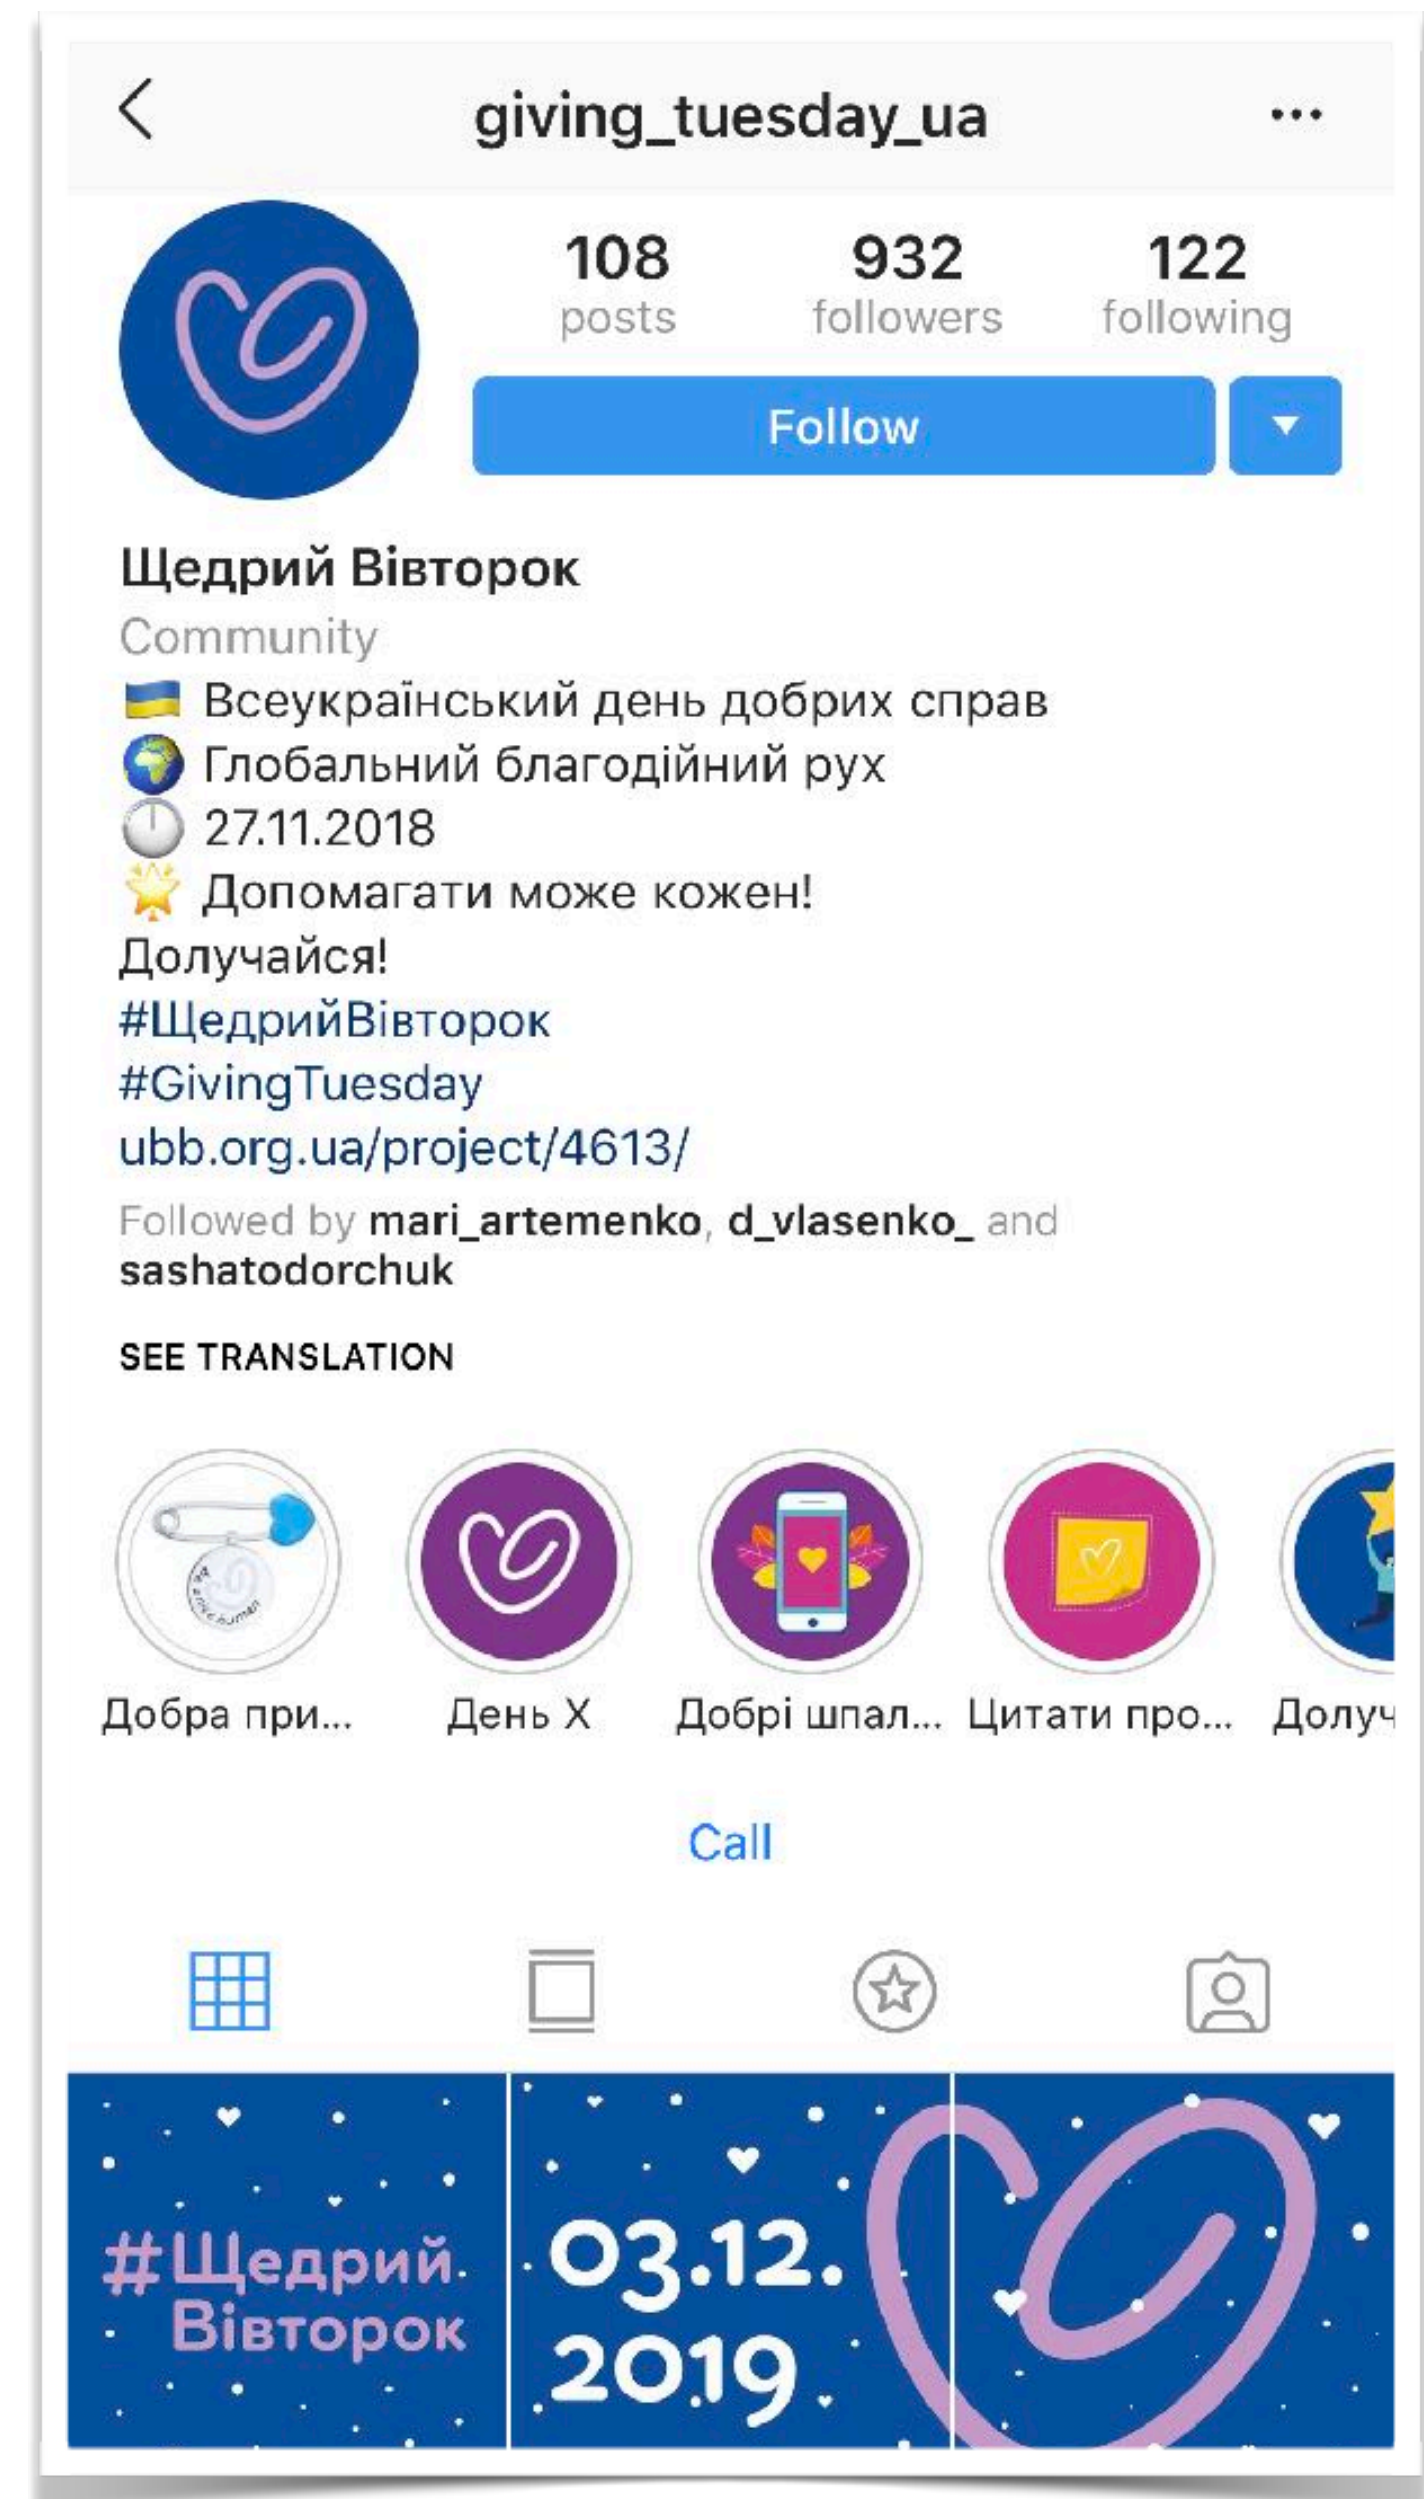 giving_tuesday_ua
108 932 122
posts followers following
Follow
Щедрий Вівторок
Community
Всеукраїнський день добрих справ
Глобальний благодійний рух
27.11.2018
Допомагати може кожен!
Долучайся!
#ЩедрийВівторок
#GivingTuesday
ubb.org.ua/project/4613/
Followed by mari_artemenko, d_vlasenko_ and
sashatodorchuk
SEE TRANSLATION
Добра при... День Х Добрі шпал... Цитати про... Долуч
Call
#Щедрий
Вівторок
03.12.
2019